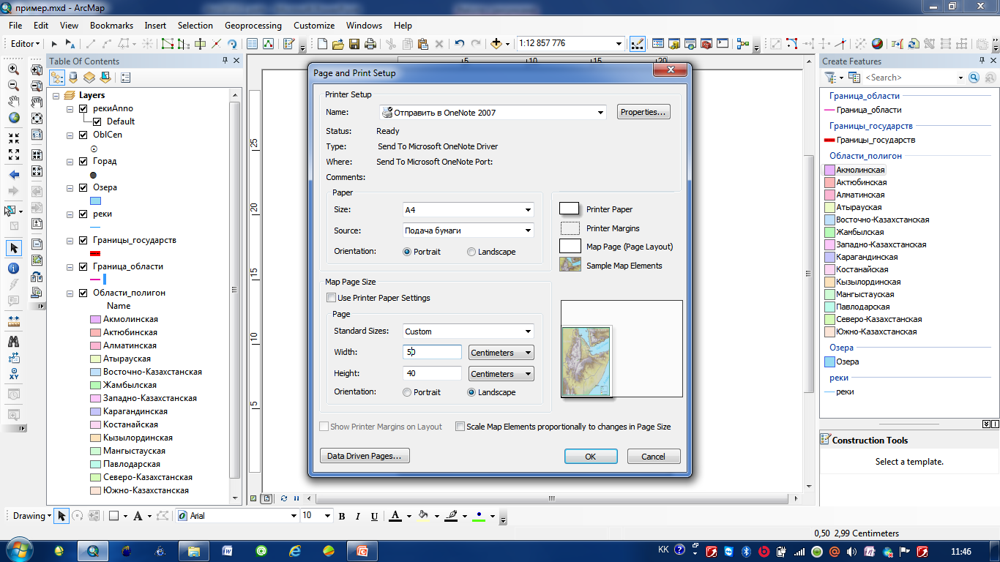 пример.mxd - ArcMap
File Edit View Bookmarks Insert Selection Geoprocessing Customize Windows Help
Editor 1:12 857 776
Table Of Contents
Layers
рекиAnno
Default
OblCen
Горад
Озера
реки
Границы_государств
Граница_области
Области_полигон
Name
Акмолинская
Актюбинская
Алматинская
Атырауская
Восточно-Казахстанская
Жамбылская
Западно-Казахстанская
Карагандинская
Костанайская
Кызылординская
Мангыстауская
Павлодарская
Северо-Казахстанская
Южно-Казахстанская
5 10 15 20
25
20
15
10
5
Page and Print Setup
Printer Setup
Name: Отправить в OneNote 2007 Properties...
Status: Ready
Type: Send To Microsoft OneNote Driver
Where: Send To Microsoft OneNote Port:
Comments:
Paper
Size: A4
Source: Подача бумаги
Orientation: Portrait Landscape
Printer Paper
Printer Margins
Map Page (Page Layout)
Sample Map Elements
Map Page Size
Use Printer Paper Settings
Page
Standard Sizes: Custom
Width: 50 Centimeters
Height: 40 Centimeters
Orientation: Portrait Landscape
Show Printer Margins on Layout Scale Map Elements proportionally to changes in Page Size
Data Driven Pages... OK Cancel
Create Features
<Search>
Граница_области
Граница_области
Границы_государств
Границы_государств
Области_полигон
Акмолинская
Актюбинская
Алматинская
Атырауская
Восточно-Казахстанская
Жамбылская
Западно-Казахстанская
Карагандинская
Костанайская
Кызылординская
Мангыстауская
Павлодарская
Северо-Казахстанская
Южно-Казахстанская
Озера
Озера
реки
реки
Construction Tools
Select a template.
Drawing A Arial 10 B I U A
0,50 2,99 Centimeters
KK 11:46